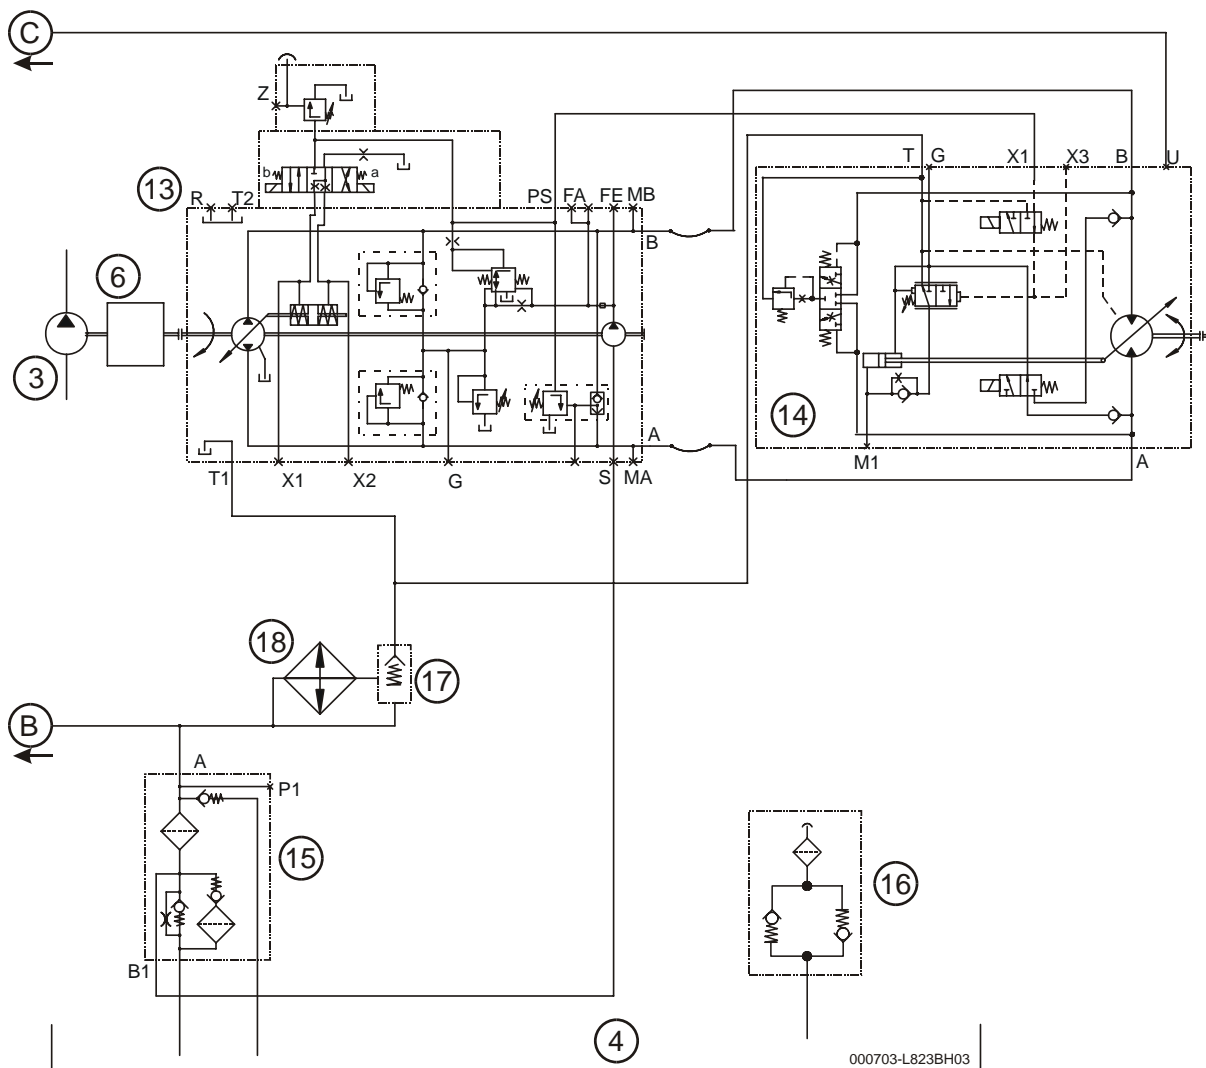 C
Z
b a
T G X1 X3 B U
13
R T2 PS FA FE MB
B
6
3
14
A
T1 X1 X2 G S MA
M1 A
18
17
B
A
P1
15
16
B1
4
000703-L823BH03